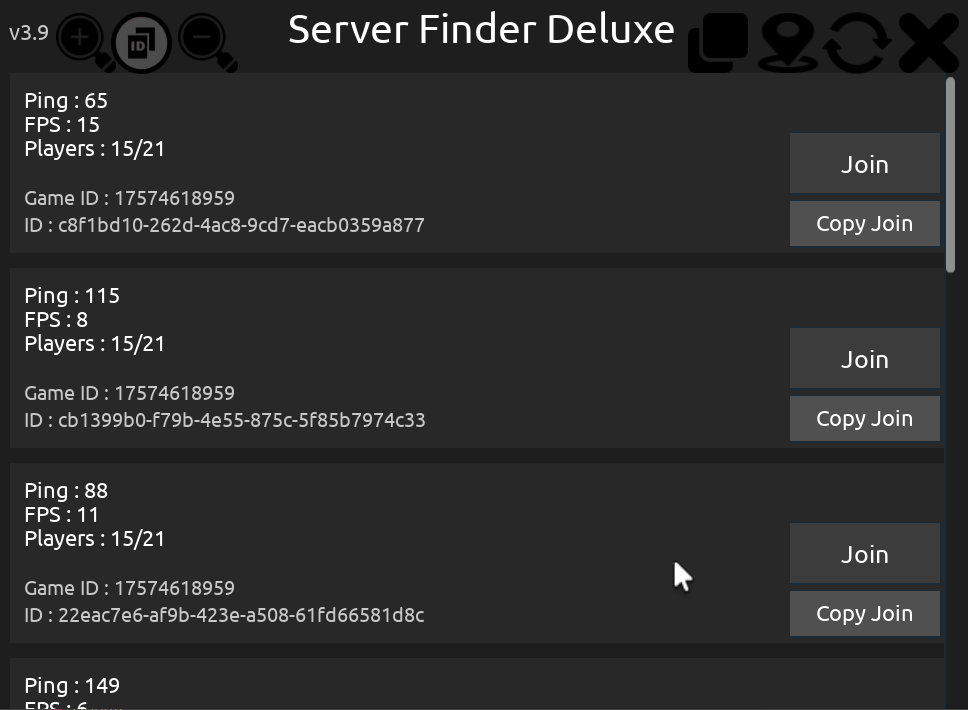 v3.9
ID
Server Finder Deluxe
Ping : 65
FPS : 15
Players : 15/21
Game ID : 17574618959
ID : c8f1bd10-262d-4ac8-9cd7-eacb0359a877
Join
Copy Join
Ping : 115
FPS : 8
Players : 15/21
Game ID : 17574618959
ID : cb1399b0-f79b-4e55-875c-5f85b7974c33
Join
Copy Join
Ping : 88
FPS : 11
Players : 15/21
Game ID : 17574618959
ID : 22eac7e6-af9b-423e-a508-61fd66581d8c
Join
Copy Join
Ping : 149
FPS :